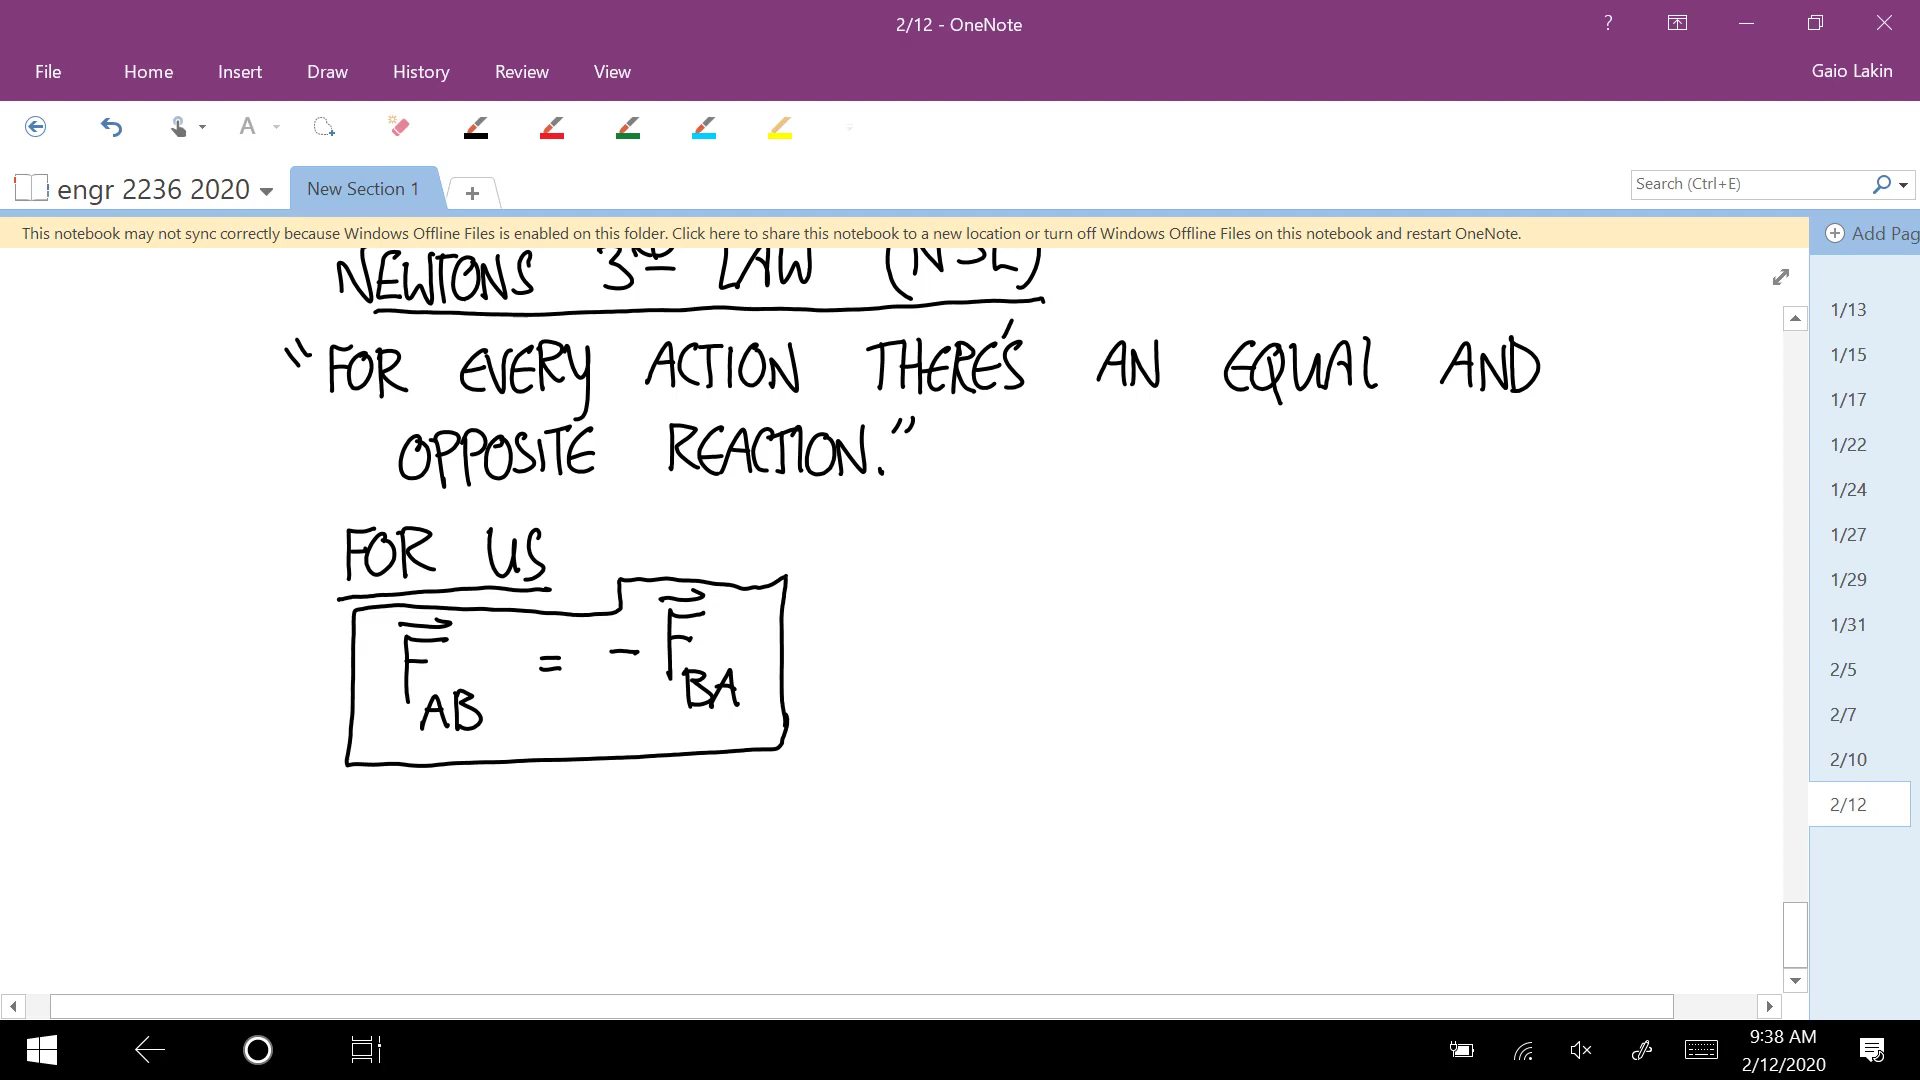 2/12 - OneNote
?
File Home Insert Draw History Review View
Gaio Lakin
A
engr 2236 2020
New Section 1
+
Search (Ctrl+E)
This notebook may not sync correctly because Windows Offline Files is enabled on this folder. Click here to share this notebook to a new location or turn off Windows Offline Files on this notebook and restart OneNote.
Add Pag
NEWTONS 3RD LAW (N3L)
"FOR EVERY ACTION THERE'S AN EQUAL AND
OPPOSITE REACTION."
FOR US
F⃗AB = - F⃗BA
1/13
1/15
1/17
1/22
1/24
1/27
1/29
1/31
2/5
2/7
2/10
2/12
9:38 AM
2/12/2020